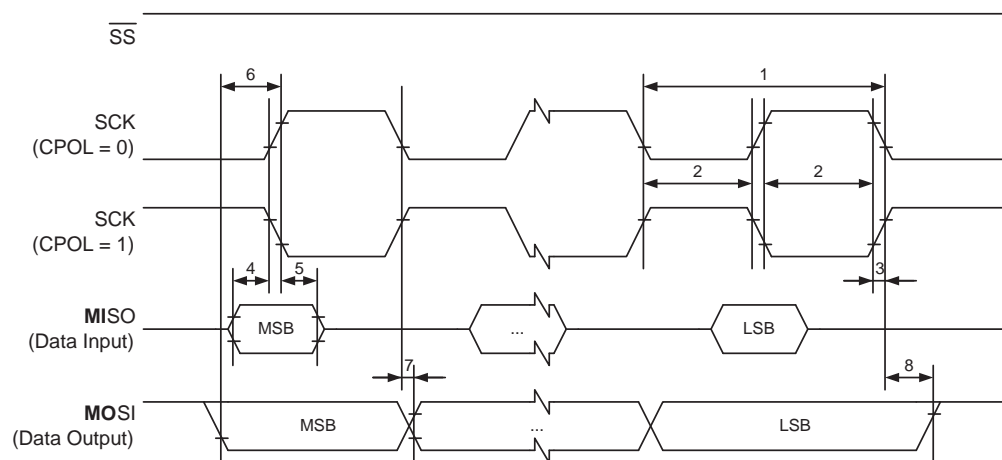 SS
6
1
SCK
(CPOL = 0)
2
2
SCK
(CPOL = 1)
4
5
3
MISO
(Data Input)
MSB
...
LSB
7
8
MOSI
(Data Output)
MSB
...
LSB